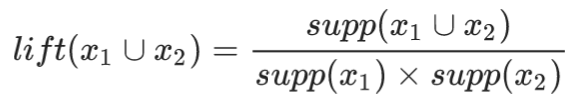 lift(x₁ ∪ x₂) = supp(x₁ ∪ x₂) / supp(x₁) × supp(x₂)